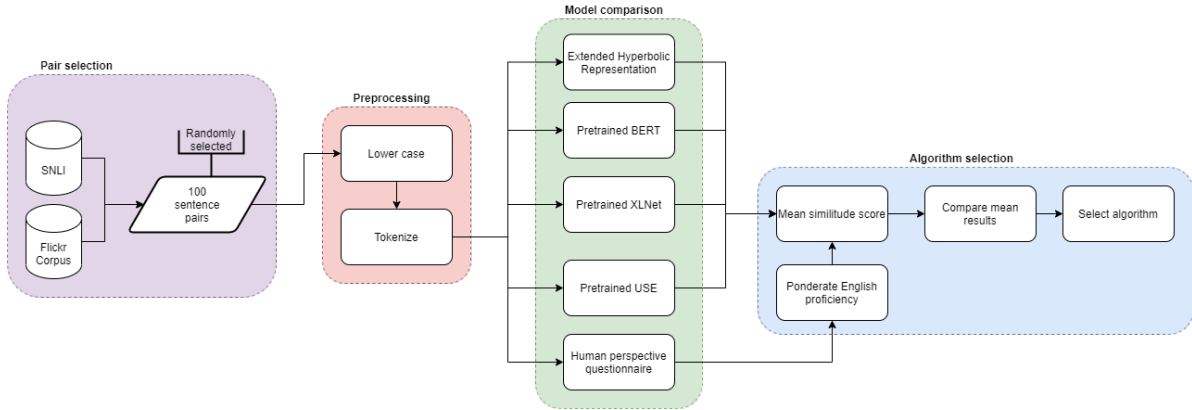 Pair selection
SNLI
Flickr
Corpus
Randomly
selected
100
sentence
pairs
Preprocessing
Lower case
Tokenize
Model comparison
Extended Hyperbolic
Representation
Pretrained BERT
Pretrained XLNet
Pretrained USE
Human perspective
questionnaire
Algorithm selection
Mean similitude score
Compare mean
results
Select algorithm
Ponderate English
proficiency